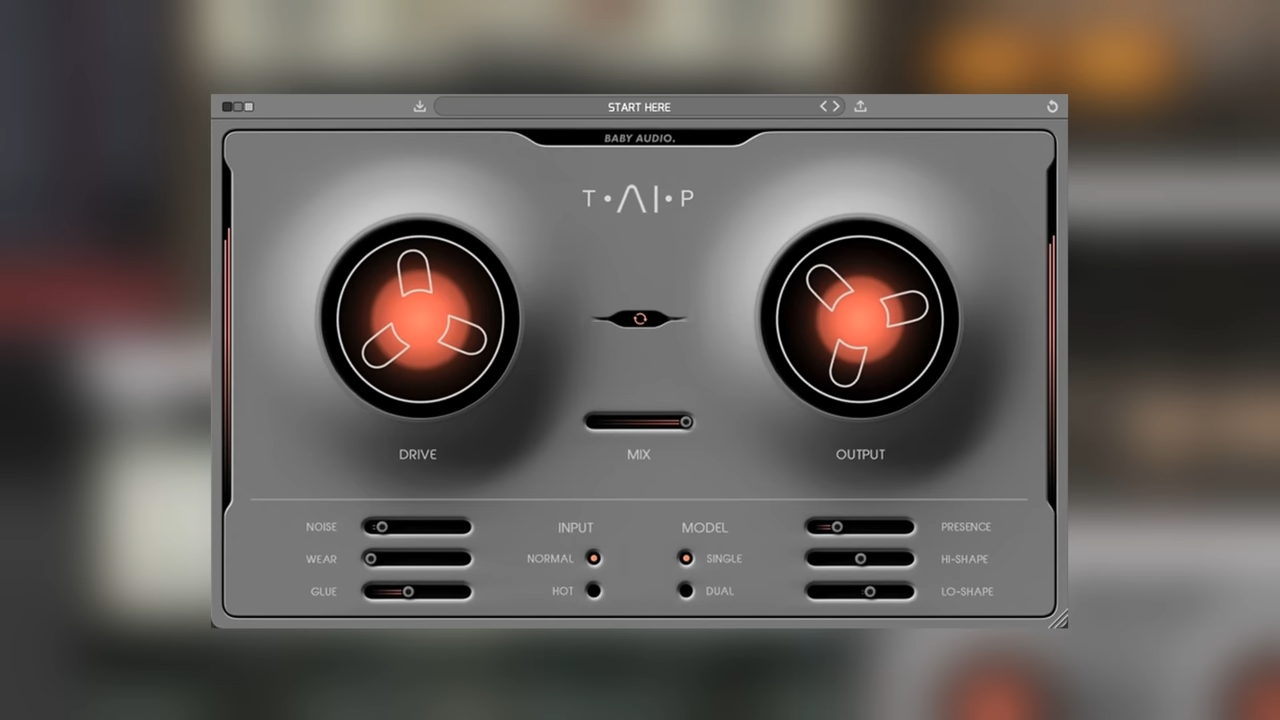 START HERE
BABY AUDIO.
T•AI•P
DRIVE
MIX
OUTPUT
NOISE
WEAR
GLUE
INPUT
NORMAL
HOT
MODEL
SINGLE
DUAL
PRESENCE
HI-SHAPE
LO-SHAPE